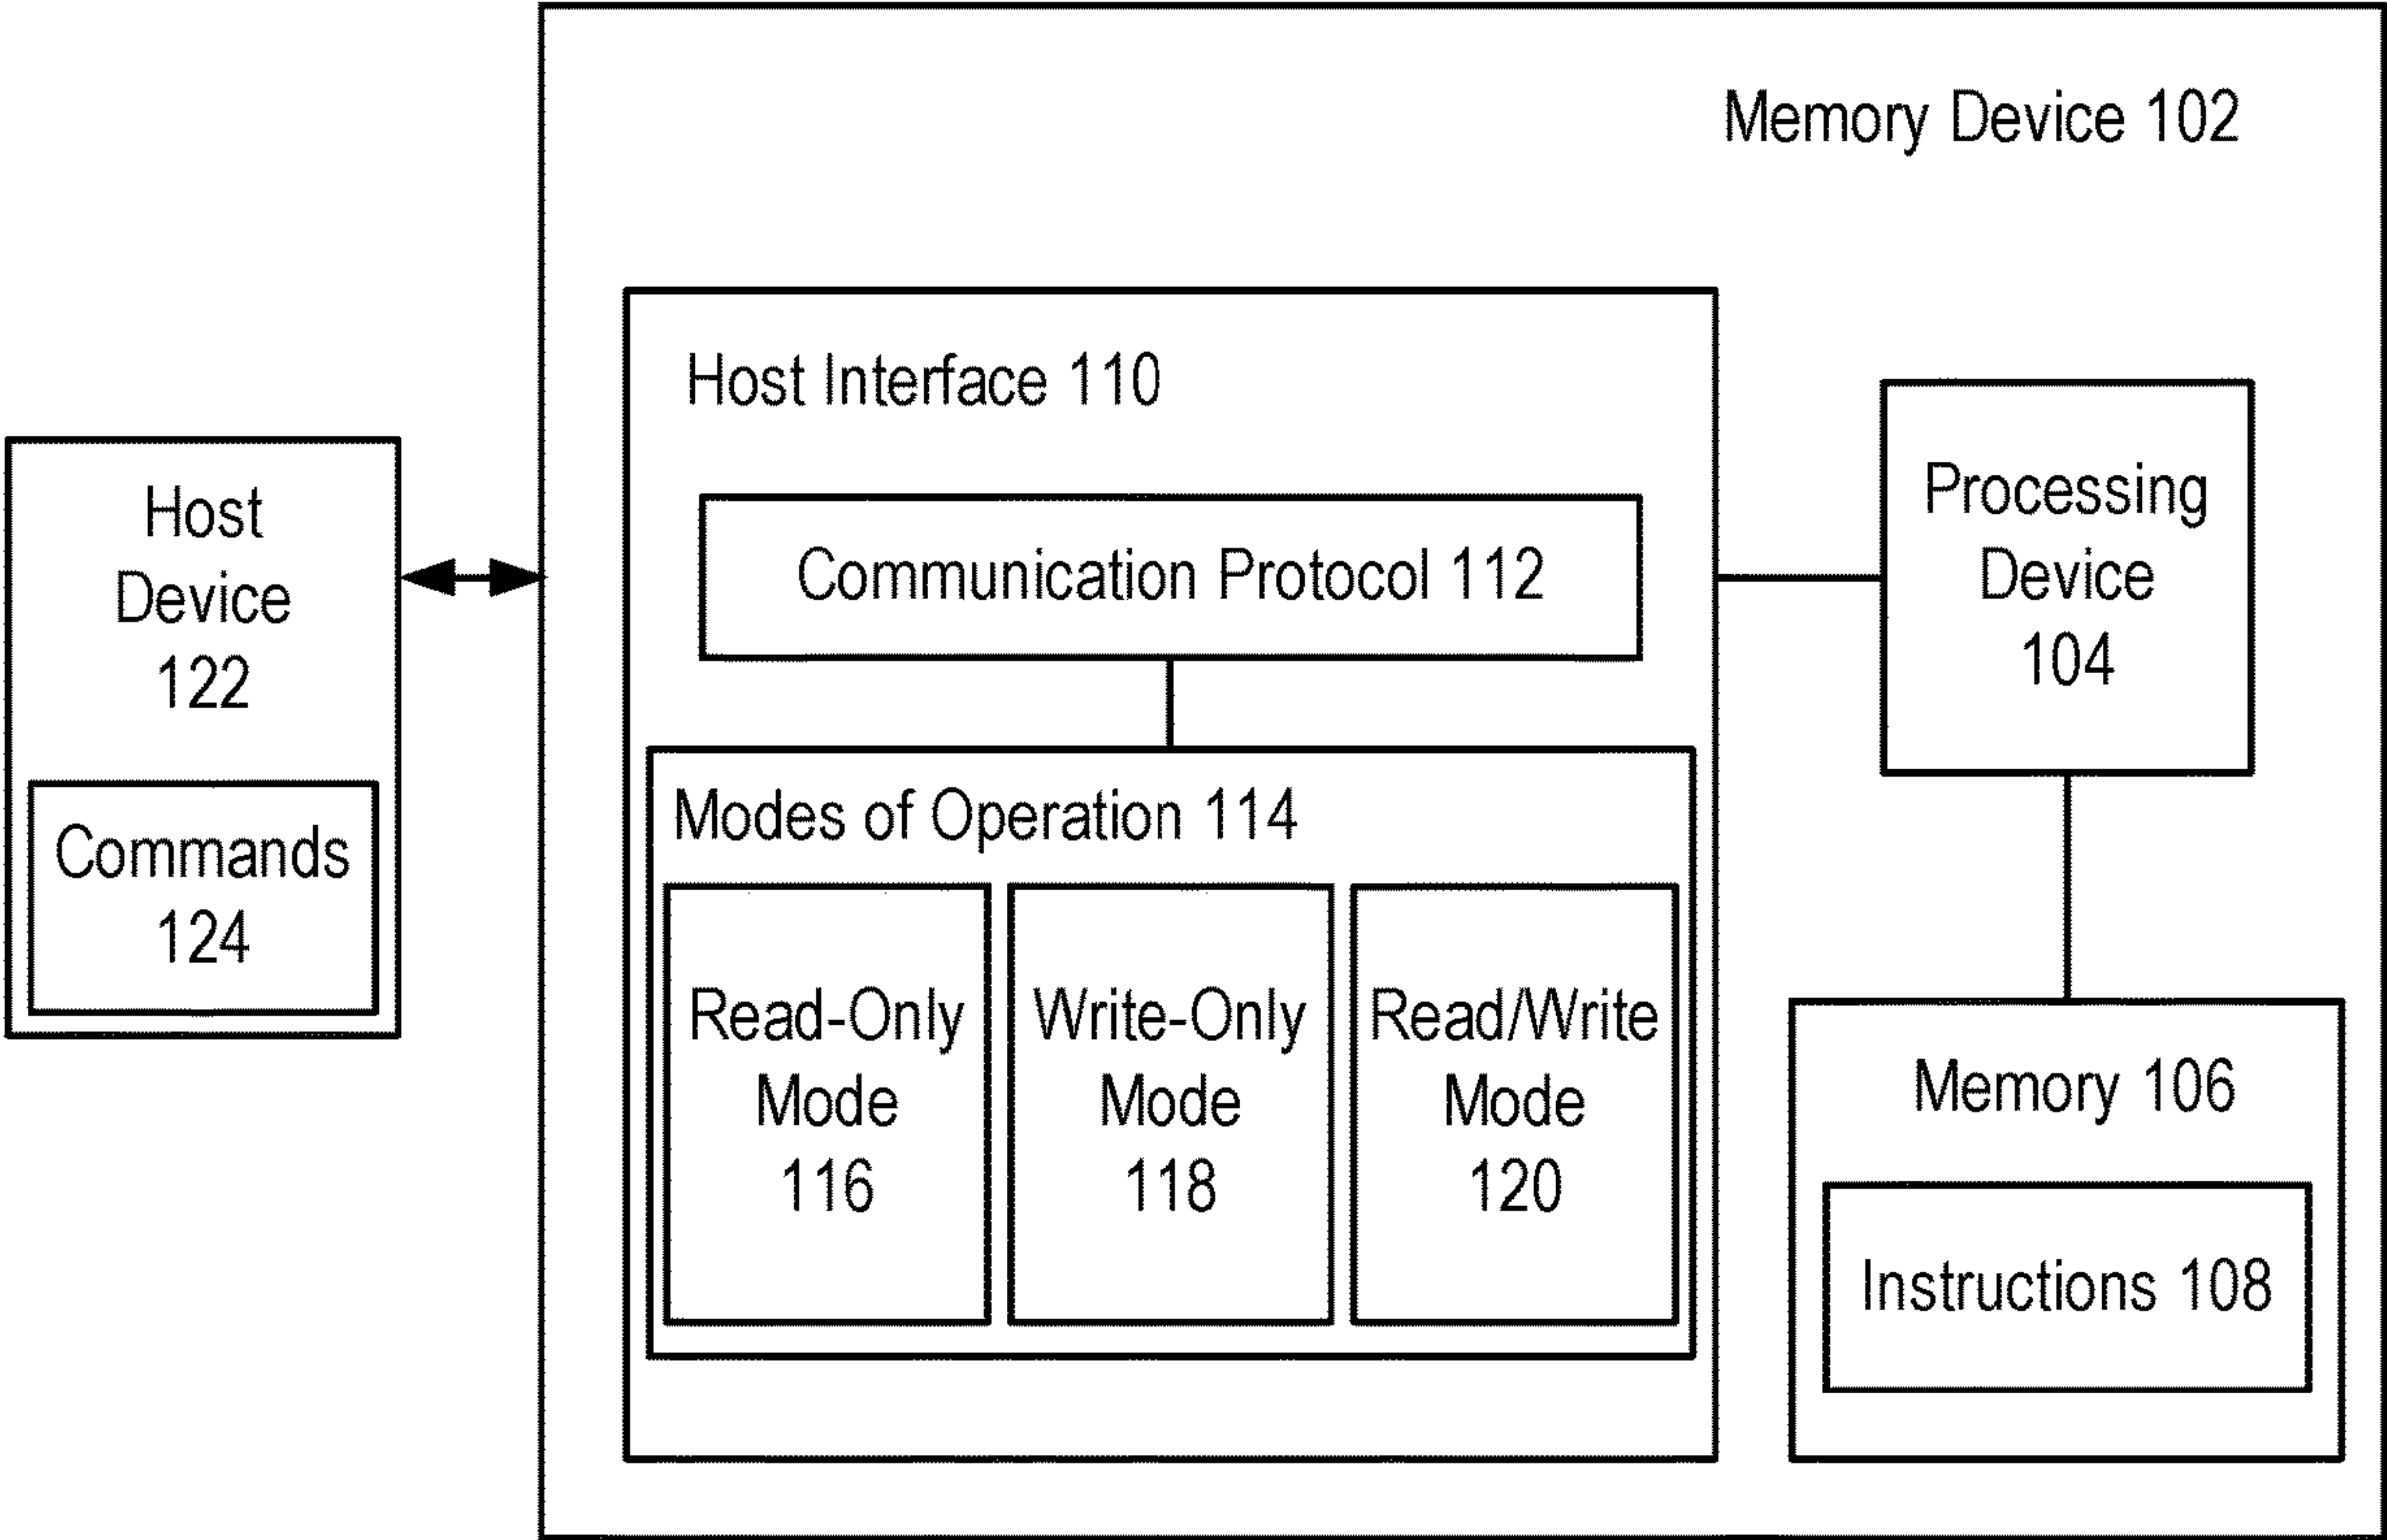 Memory Device 102
Host Interface 110
Communication Protocol 112
Modes of Operation 114
Read-Only
Mode
116
Write-Only
Mode
118
Read/Write
Mode
120
Host
Device
122
Commands
124
Processing
Device
104
Memory 106
Instructions 108